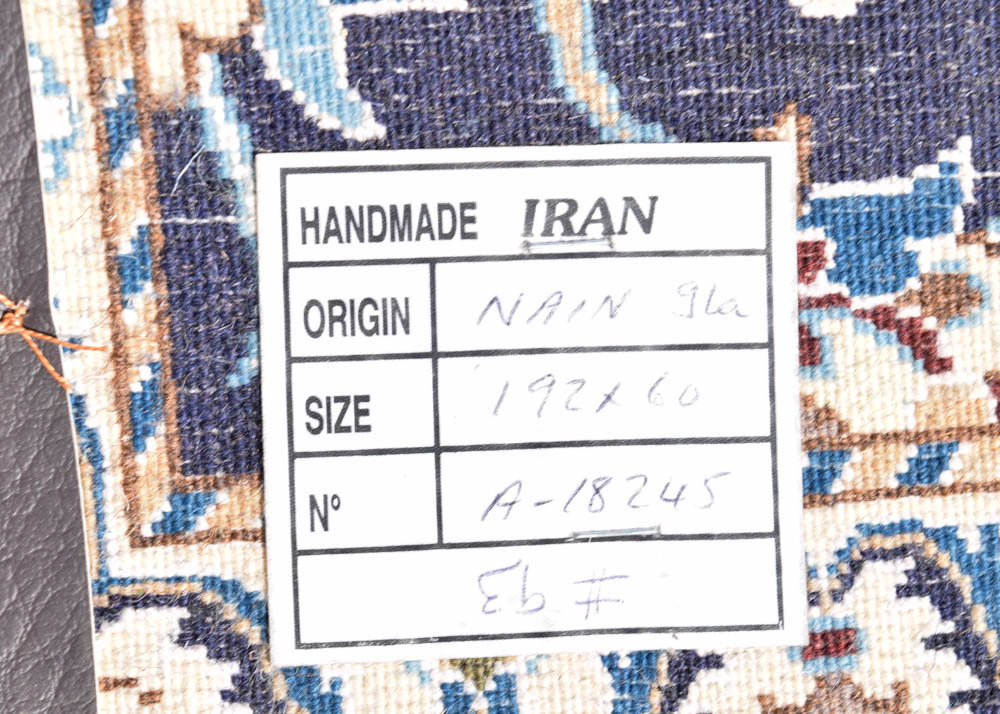 HANDMADE IRAN
ORIGIN NAIN 9la
SIZE 192x60
N° A-18245
Eb #